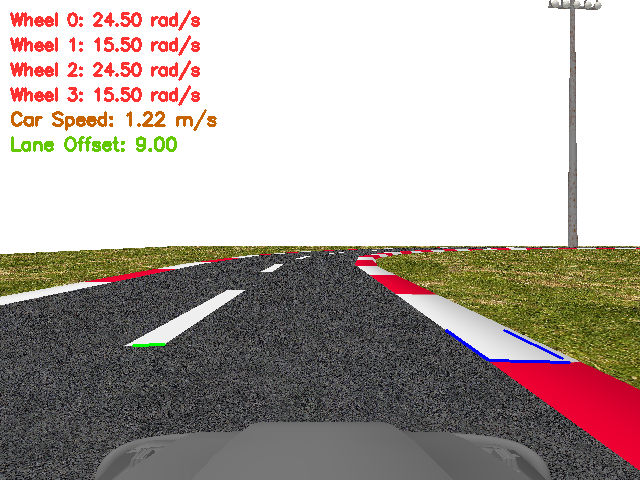 Wheel 0: 24.50 rad/s
Wheel 1: 15.50 rad/s
Wheel 2: 24.50 rad/s
Wheel 3: 15.50 rad/s
Car Speed: 1.22 m/s
Lane Offset: 9.00